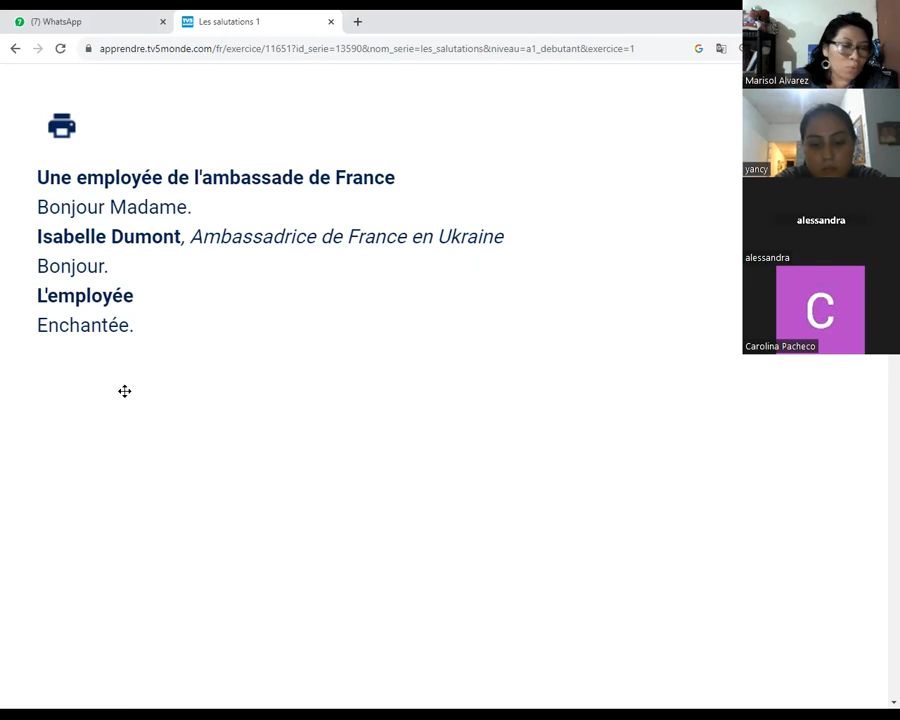 (7) WhatsApp
Les salutations 1
apprendre.tv5monde.com/fr/exercice/11651?id_serie=13590&nom_serie=les_salutations&niveau=a1_debutant&exercice=1
Une employée de l'ambassade de France
Bonjour Madame.
Isabelle Dumont, Ambassadrice de France en Ukraine
Bonjour.
L'employée
Enchantée.
Marisol Alvarez
yancy
alessandra
alessandra
C
Carolina Pacheco